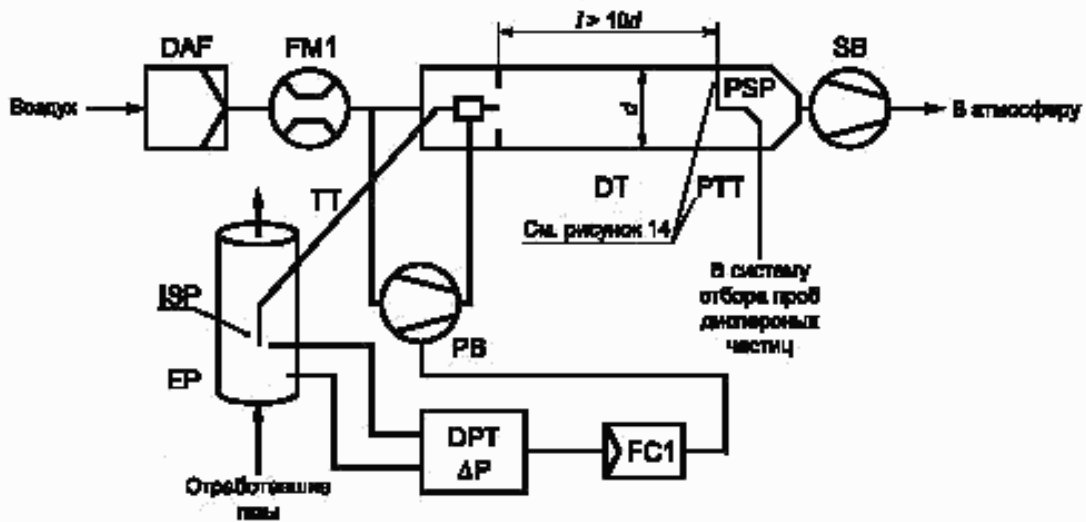 l > 10d
DAF
FM1
SB
Воздух
d
PSP
В атмосферу
TT
DT
PTT
См. рисунок 14
ISP
В систему
отбора проб
дисперсных
частиц
PB
EP
DPT
ΔP
FC1
Отработавшие
газы